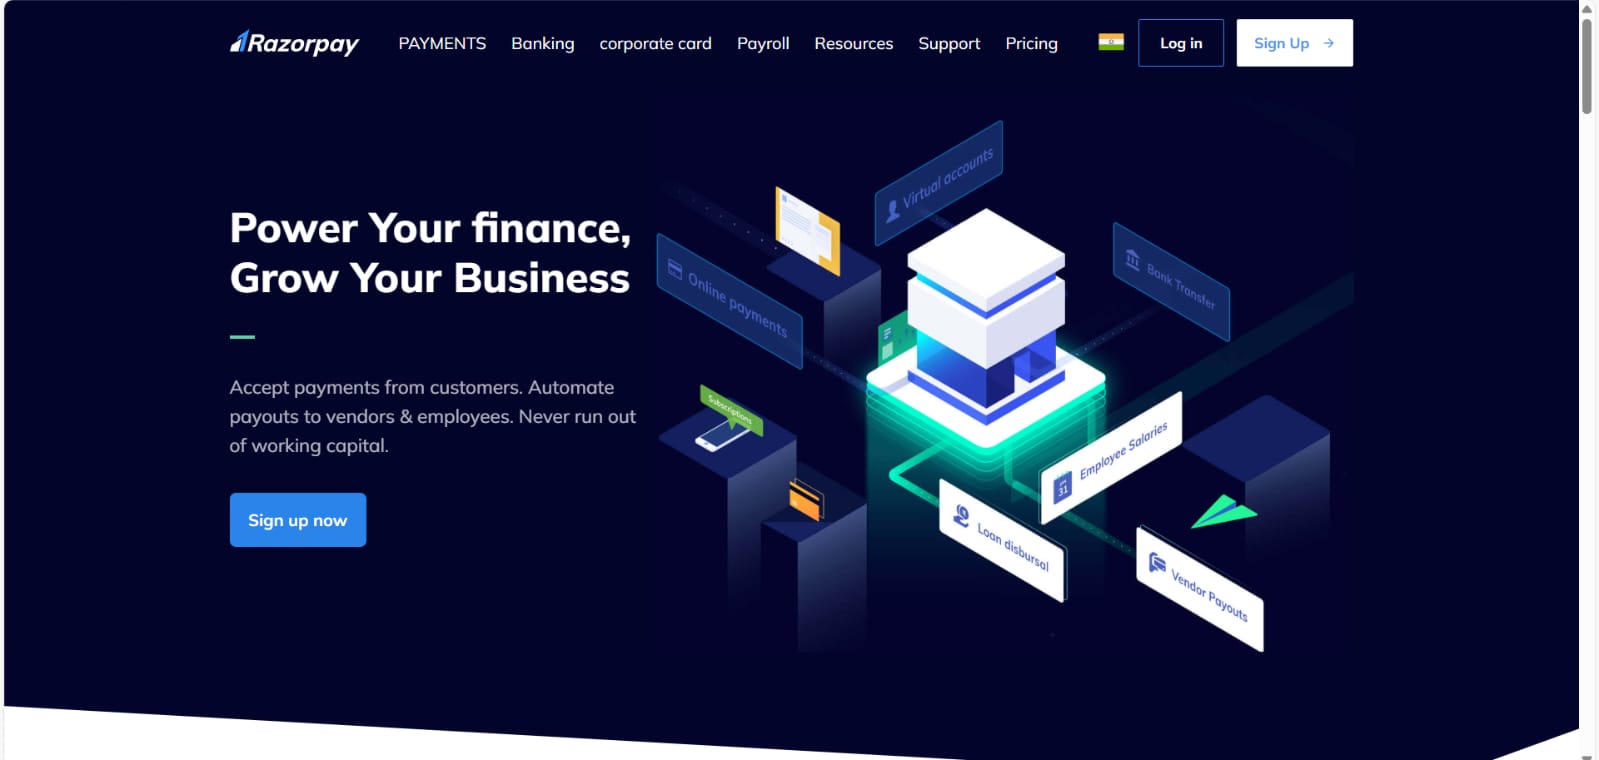 Razorpay
PAYMENTS
Banking
corporate card
Payroll
Resources
Support
Pricing
Log in
Sign Up →
Power Your finance,
Grow Your Business
Accept payments from customers. Automate
payouts to vendors & employees. Never run out
of working capital.
Sign up now
Virtual accounts
Online payments
Bank Transfer
Subscriptions
Employee Salaries
31
Loan disbursal
Vendor Payouts